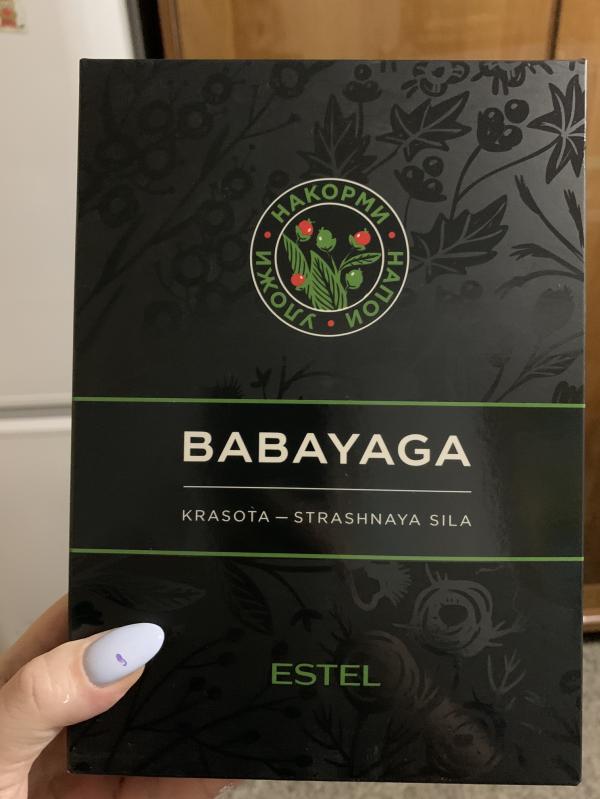 НАКОРМИ • НАПОИ • УЛОЖИ •
BABAYAGA
KRASOTA — STRASHNAYA SILA
ESTEL